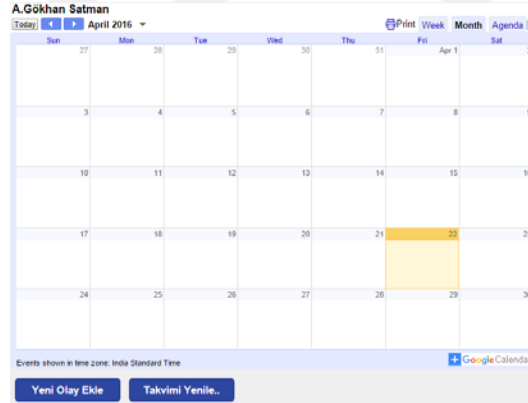 A.Gökhan Satman
Today April 2016 Print Week Month Agenda
Sun Mon Tue Wed Thu Fri Sat
27 28 29 30 31 Apr 1
3 4 5 6 7 8
10 11 12 13 14 15
17 18 19 20 21 22
24 25 26 27 28 29
Events shown in time zone: India Standard Time
+ Google Calenda
Yeni Olay Ekle Takvimi Yenile..